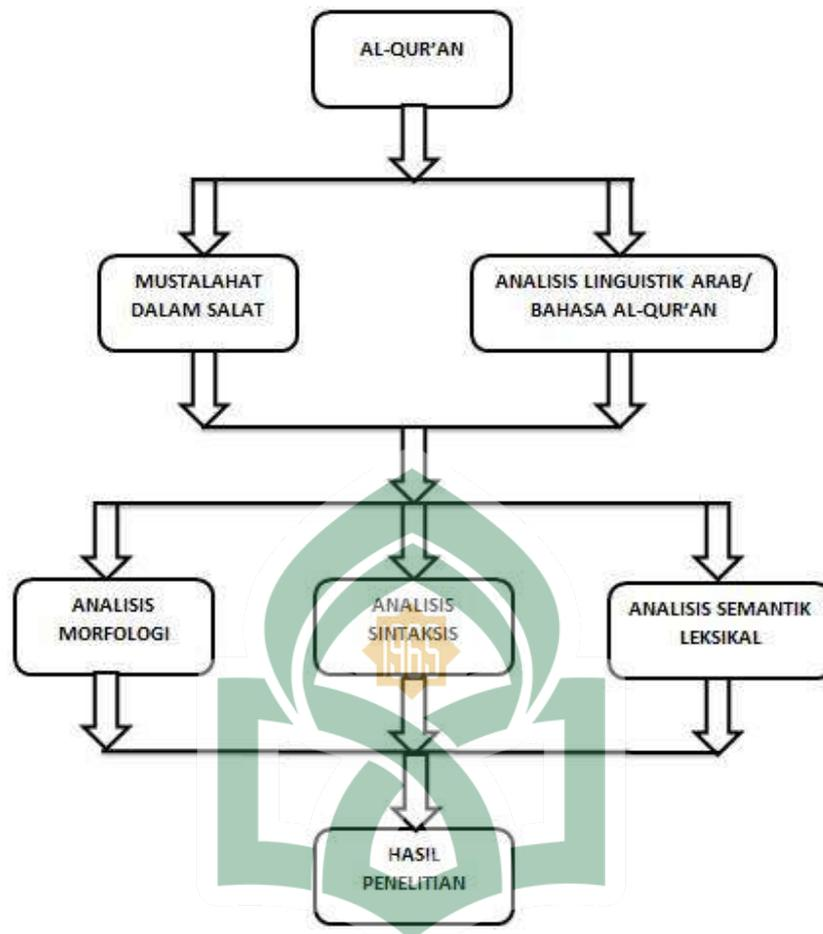 AL-QUR'AN
MUSTALAHAT
DALAM SALAT
ANALISIS LINGUISTIK ARAB/
BAHASA AL-QUR'AN
ANALISIS
MORFOLOGI
ANALISIS
SINTAKSIS
ANALISIS SEMANTIK
LEKSIKAL
1965
HASIL
PENELITIAN